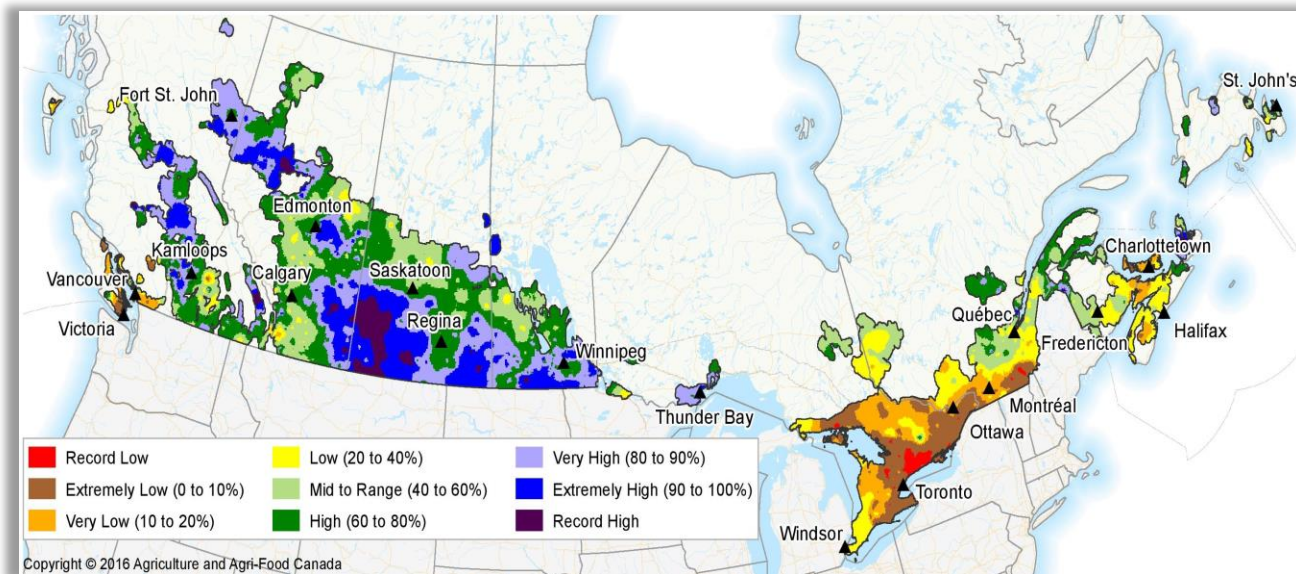 St. John's
Fort St. John
Edmonton
Kamloops
Charlottetown
Vancouver
Calgary
Saskatoon
Victoria
Regina
Québec
Halifax
Fredericton
Winnipeg
Thunder Bay
Montréal
Ottawa
Toronto
Windsor
Record Low
Extremely Low (0 to 10%)
Very Low (10 to 20%)
Low (20 to 40%)
Mid to Range (40 to 60%)
High (60 to 80%)
Very High (80 to 90%)
Extremely High (90 to 100%)
Record High
Copyright © 2016 Agriculture and Agri-Food Canada